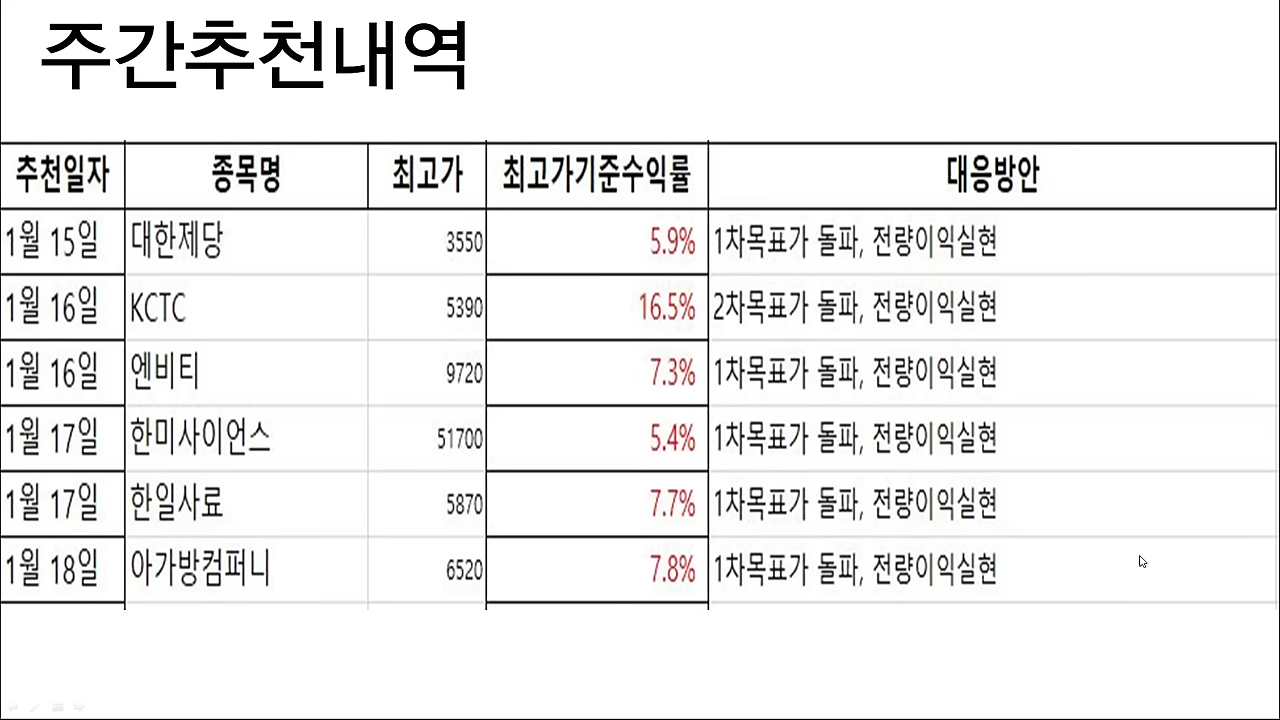 주간추천내역
추천일자 종목명 최고가 최고가기준수익률 대응방안
1월 15일 대한제당 3550 5.9% 1차목표가 돌파, 전량이익실현
1월 16일 KCTC 5390 16.5% 2차목표가 돌파, 전량이익실현
1월 16일 엔비티 9720 7.3% 1차목표가 돌파, 전량이익실현
1월 17일 한미사이언스 51700 5.4% 1차목표가 돌파, 전량이익실현
1월 17일 한일사료 5870 7.7% 1차목표가 돌파, 전량이익실현
1월 18일 아가방컴퍼니 6520 7.8% 1차목표가 돌파, 전량이익실현